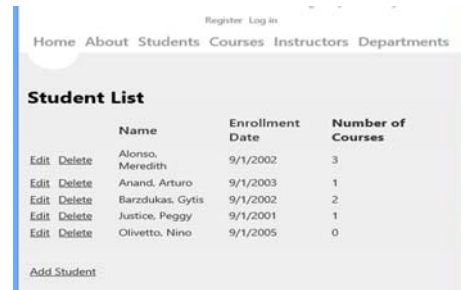 Register Log in
Home About Students Courses Instructors Departments
Student List
Name Enrollment Date Number of Courses
Edit Delete Alonso, Meredith 9/1/2002 3
Edit Delete Anand, Arturo 9/1/2003 1
Edit Delete Barzdukas, Gytis 9/1/2002 2
Edit Delete Justice, Peggy 9/1/2001 1
Edit Delete Olivetto, Nino 9/1/2005 0
Add Student